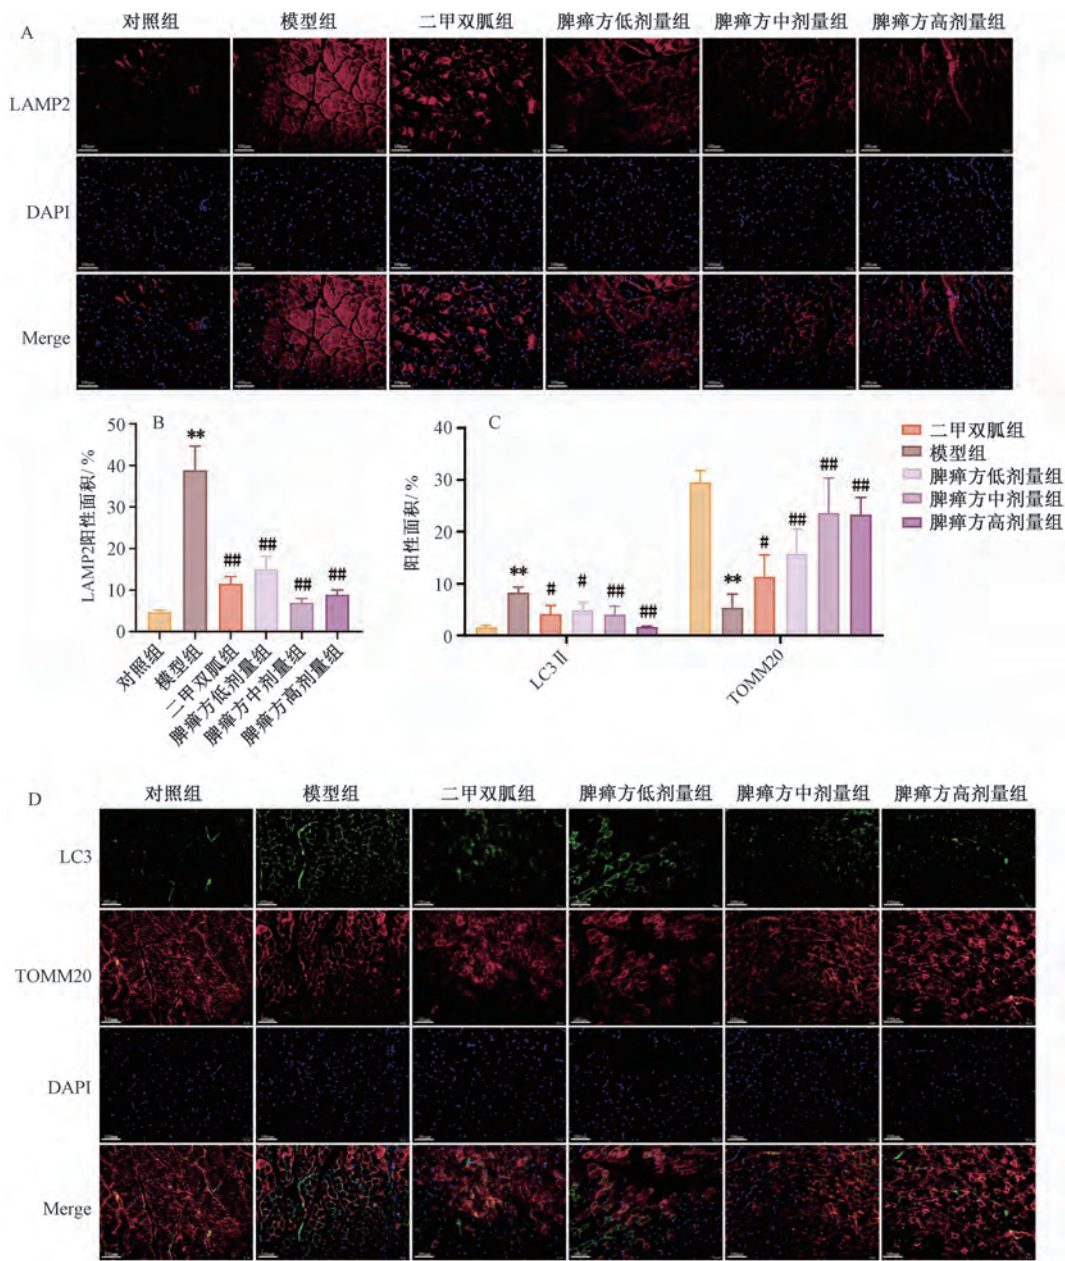 A
对照组 模型组 二甲双胍组 脾瘅方低剂量组 脾瘅方中剂量组 脾瘅方高剂量组
LAMP2
DAPI
Merge
B
LAMP2阳性面积/ %
50
40
30
20
10
0
**
##
##
##
##
对照组
模型组
二甲双胍组
脾瘅方低剂量组
脾瘅方中剂量组
脾瘅方高剂量组
C
阳性面积/ %
40
30
20
10
0
**
#
#
##
##
**
#
##
##
##
LC3 II
TOMM20
二甲双胍组
模型组
脾瘅方低剂量组
脾瘅方中剂量组
脾瘅方高剂量组
D
对照组 模型组 二甲双胍组 脾瘅方低剂量组 脾瘅方中剂量组 脾瘅方高剂量组
LC3
TOMM20
DAPI
Merge